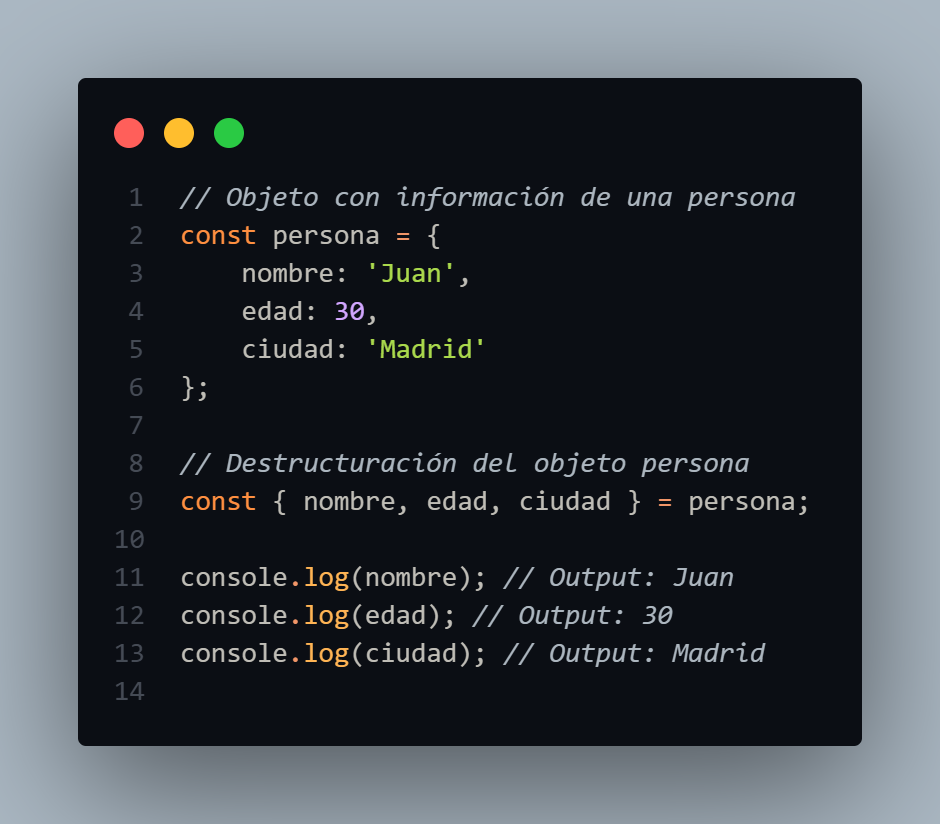 1 // Objeto con información de una persona
2 const persona = {
3     nombre: 'Juan',
4     edad: 30,
5     ciudad: 'Madrid'
6 };
7
8 // Destructuración del objeto persona
9 const { nombre, edad, ciudad } = persona;
10
11 console.log(nombre); // Output: Juan
12 console.log(edad); // Output: 30
13 console.log(ciudad); // Output: Madrid
14